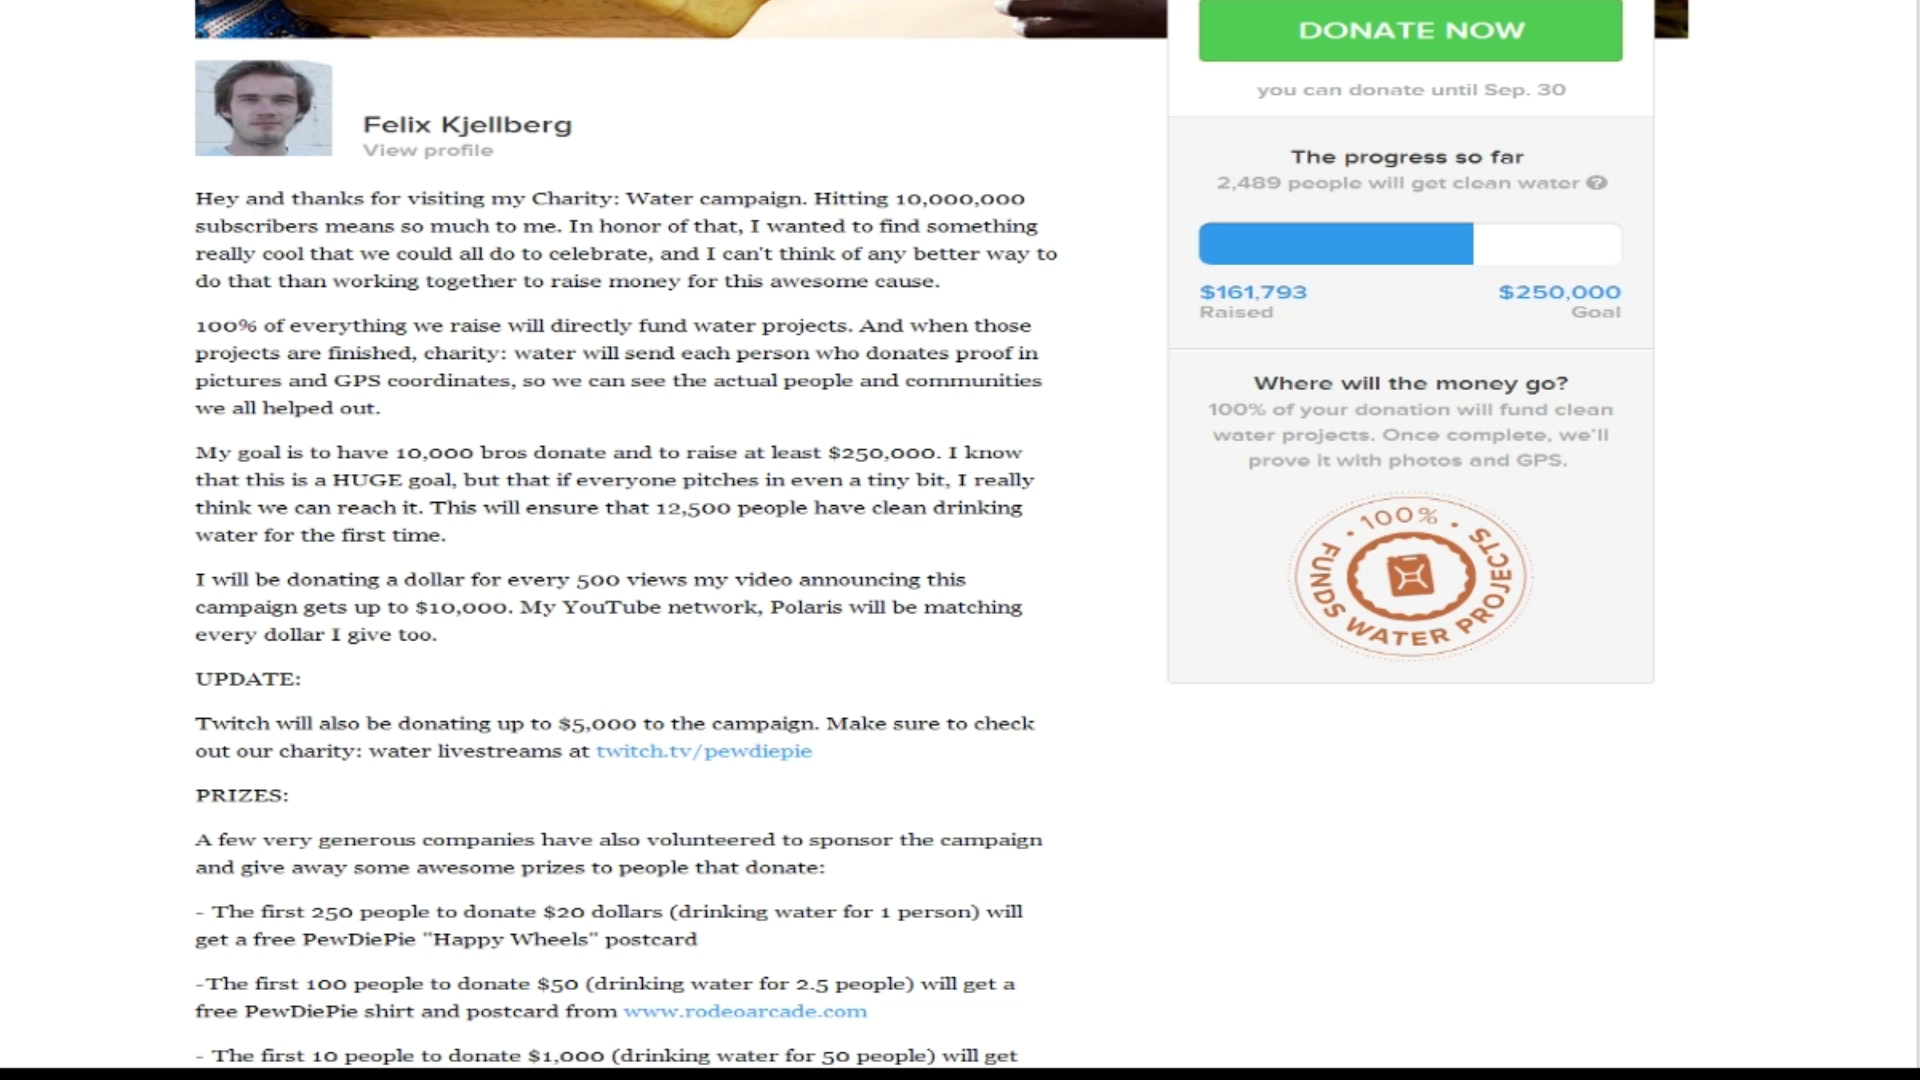 DONATE NOW
you can donate until Sep. 30
Felix Kjellberg
View profile
Hey and thanks for visiting my Charity: Water campaign. Hitting 10,000,000
subscribers means so much to me. In honor of that, I wanted to find something
really cool that we could all do to celebrate, and I can't think of any better way to
do that than working together to raise money for this awesome cause.
100% of everything we raise will directly fund water projects. And when those
projects are finished, charity: water will send each person who donates proof in
pictures and GPS coordinates, so we can see the actual people and communities
we all helped out.
My goal is to have 10,000 bros donate and to raise at least $250,000. I know
that this is a HUGE goal, but that if everyone pitches in even a tiny bit, I really
think we can reach it. This will ensure that 12,500 people have clean drinking
water for the first time.
I will be donating a dollar for every 500 views my video announcing this
campaign gets up to $10,000. My YouTube network, Polaris will be matching
every dollar I give too.
UPDATE:
Twitch will also be donating up to $5,000 to the campaign. Make sure to check
out our charity: water livestreams at twitch.tv/pewdiepie
PRIZES:
A few very generous companies have also volunteered to sponsor the campaign
and give away some awesome prizes to people that donate:
- The first 250 people to donate $20 dollars (drinking water for 1 person) will
get a free PewDiePie "Happy Wheels" postcard
-The first 100 people to donate $50 (drinking water for 2.5 people) will get a
free PewDiePie shirt and postcard from www.rodeoarcade.com
- The first 10 people to donate $1,000 (drinking water for 50 people) will get
The progress so far
2,489 people will get clean water ?
$161,793 $250,000
Raised Goal
Where will the money go?
100% of your donation will fund clean
water projects. Once complete, we'll
prove it with photos and GPS.
· 100% ·
FUNDS WATER PROJECTS